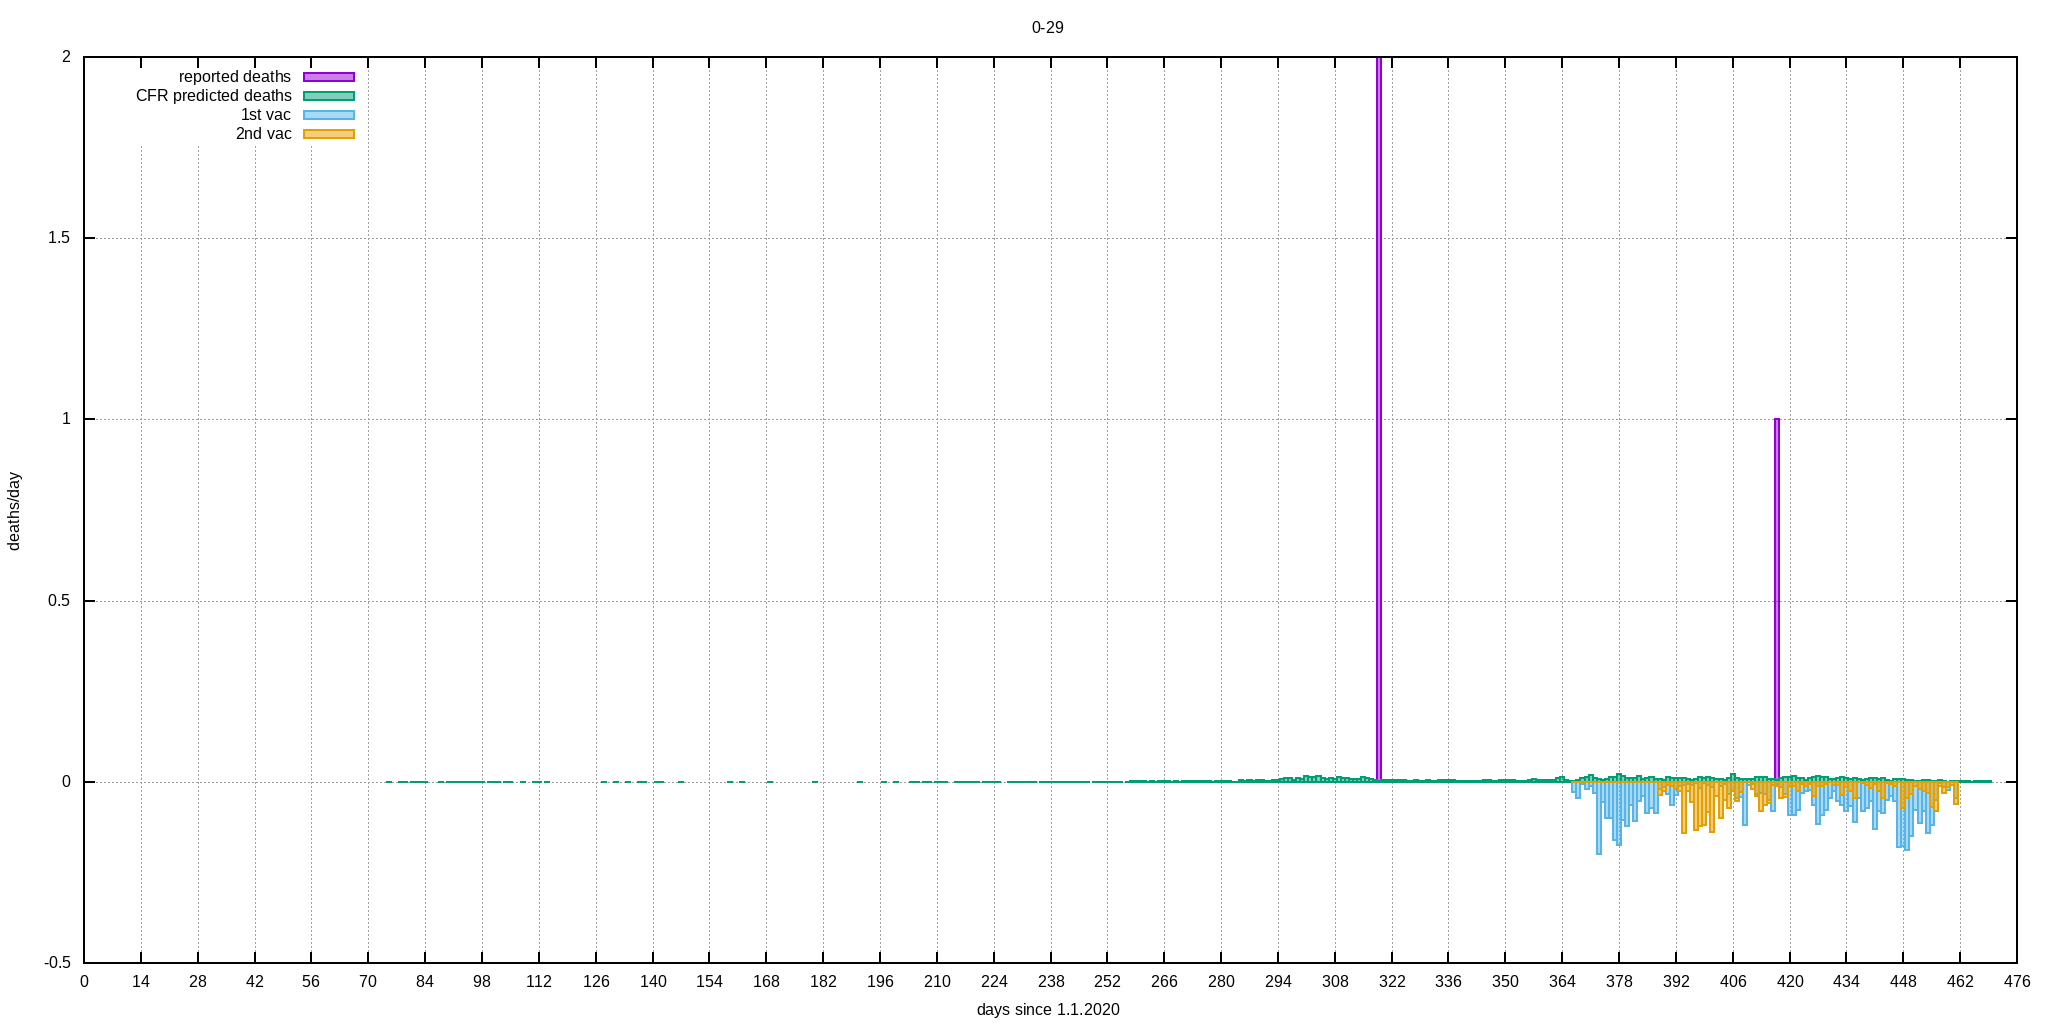 0-29
2
reported deaths
CFR predicted deaths
1st vac
2nd vac
1.5
1
0.5
0
-0.5
deaths/day
0 14 28 42 56 70 84 98 112 126 140 154 168 182 196 210 224 238 252 266 280 294 308 322 336 350 364 378 392 406 420 434 448 462 476
days since 1.1.2020